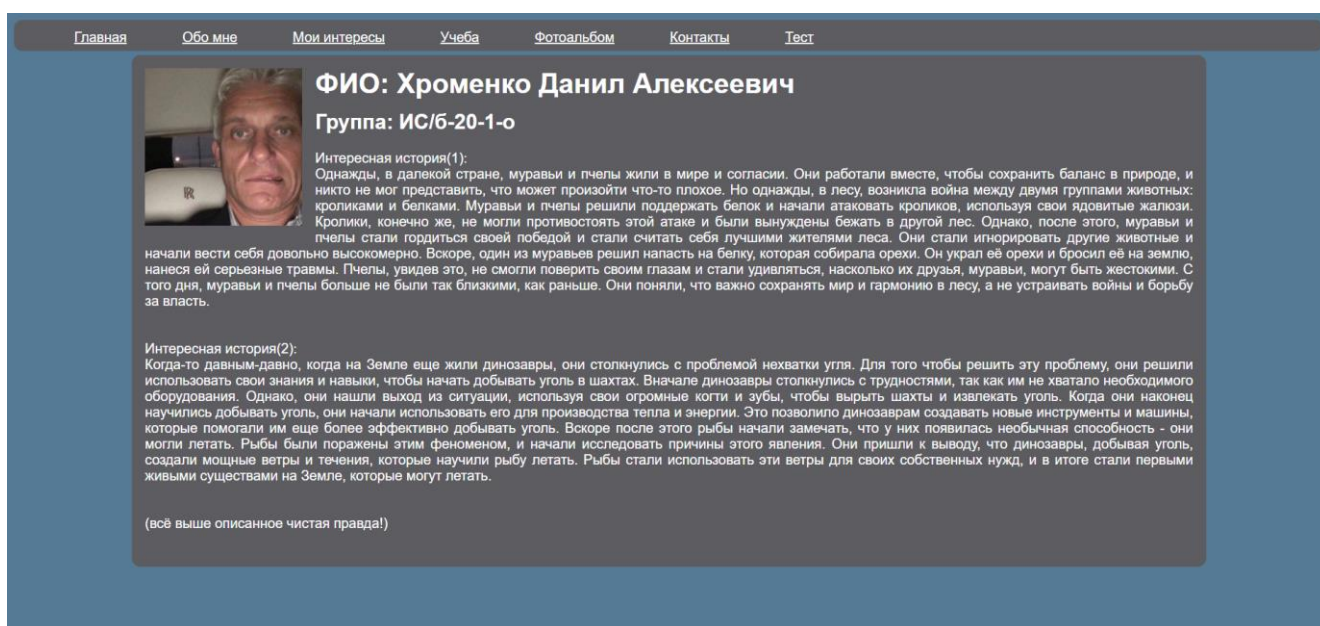 Главная Обо мне Мои интересы Учеба Фотоальбом Контакты Тест
ФИО: Хроменко Данил Алексеевич
Группа: ИС/б-20-1-о
Интересная история(1):
Однажды, в далекой стране, муравьи и пчелы жили в мире и согласии. Они работали вместе, чтобы сохранить баланс в природе, и
никто не мог представить, что может произойти что-то плохое. Но однажды, в лесу, возникла война между двумя группами животных:
кроликами и белками. Муравьи и пчелы решили поддержать белок и начали атаковать кроликов, используя свои ядовитые жалюзи.
Кролики, конечно же, не могли противостоять этой атаке и были вынуждены бежать в другой лес. Однако, после этого, муравьи и
пчелы стали гордиться своей победой и стали считать себя лучшими жителями леса. Они стали игнорировать другие животные и
начали вести себя довольно высокомерно. Вскоре, один из муравьев решил напасть на белку, которая собирала орехи. Он украл её орехи и бросил её на землю,
нанеся ей серьезные травмы. Пчелы, увидев это, не смогли поверить своим глазам и стали удивляться, насколько их друзья, муравьи, могут быть жестокими. С
того дня, муравьи и пчелы больше не были так близкими, как раньше. Они поняли, что важно сохранять мир и гармонию в лесу, а не устраивать войны и борьбу
за власть.
Интересная история(2):
Когда-то давным-давно, когда на Земле еще жили динозавры, они столкнулись с проблемой нехватки угля. Для того чтобы решить эту проблему, они решили
использовать свои знания и навыки, чтобы начать добывать уголь в шахтах. Вначале динозавры столкнулись с трудностями, так как им не хватало необходимого
оборудования. Однако, они нашли выход из ситуации, используя свои огромные когти и зубы, чтобы вырыть шахты и извлекать уголь. Когда они наконец
научились добывать уголь, они начали использовать его для производства тепла и энергии. Это позволило динозаврам создавать новые инструменты и машины,
которые помогали им еще более эффективно добывать уголь. Вскоре после этого рыбы начали замечать, что у них появилась необычная способность - они
могли летать. Рыбы были поражены этим феноменом, и начали исследовать причины этого явления. Они пришли к выводу, что динозавры, добывая уголь,
создали мощные ветры и течения, которые научили рыбу летать. Рыбы стали использовать эти ветры для своих собственных нужд, и в итоге стали первыми
живыми существами на Земле, которые могут летать.
(всё выше описанное чистая правда!)